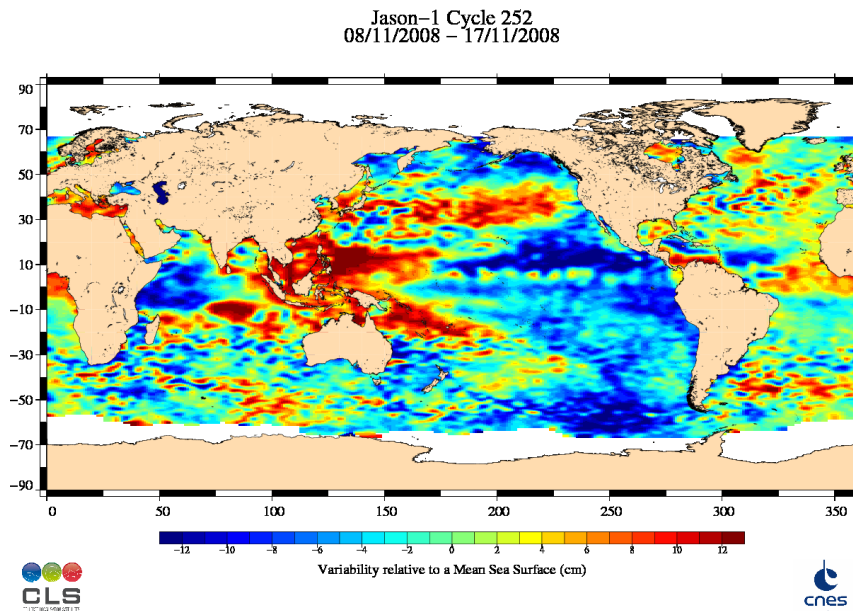 Jason−1 Cycle 252
08/11/2008 − 17/11/2008
90
70
50
30
10
−10
−30
−50
−70
−90
0 50 100 150 200 250 300 350
−12 −10 −8 −6 −4 −2 0 2 4 6 8 10 12
Variability relative to a Mean Sea Surface (cm)
CLS
cnes